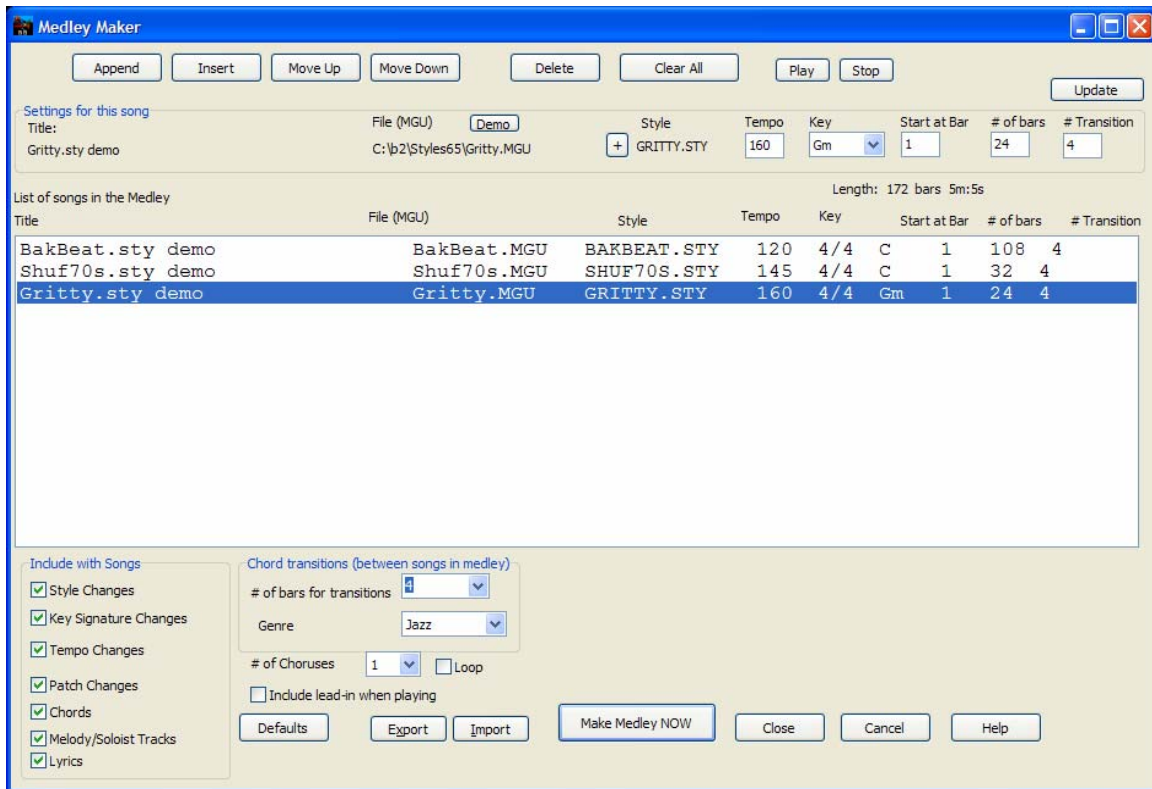 Medley Maker
Append Insert Move Up Move Down Delete Clear All Play Stop
Update
Settings for this song
Title: File (MGU) Demo Style Tempo Key Start at Bar # of bars # Transition
Gritty.sty demo C:\b2\Styles65\Gritty.MGU + GRITTY.STY 160 Gm 1 24 4
Length: 172 bars 5m:5s
List of songs in the Medley
Title File (MGU) Style Tempo Key Start at Bar # of bars # Transition
BakBeat.sty demo BakBeat.MGU BAKBEAT.STY 120 4/4 C 1 108 4
Shuf70s.sty demo Shuf70s.MGU SHUF70S.STY 145 4/4 C 1 32 4
Gritty.sty demo Gritty.MGU GRITTY.STY 160 4/4 Gm 1 24 4
Include with Songs
Style Changes
Key Signature Changes
Tempo Changes
Patch Changes
Chords
Melody/Soloist Tracks
Lyrics
Chord transitions (between songs in medley)
# of bars for transitions 4
Genre Jazz
# of Choruses 1 Loop
Include lead-in when playing
Defaults Export Import Make Medley NOW Close Cancel Help